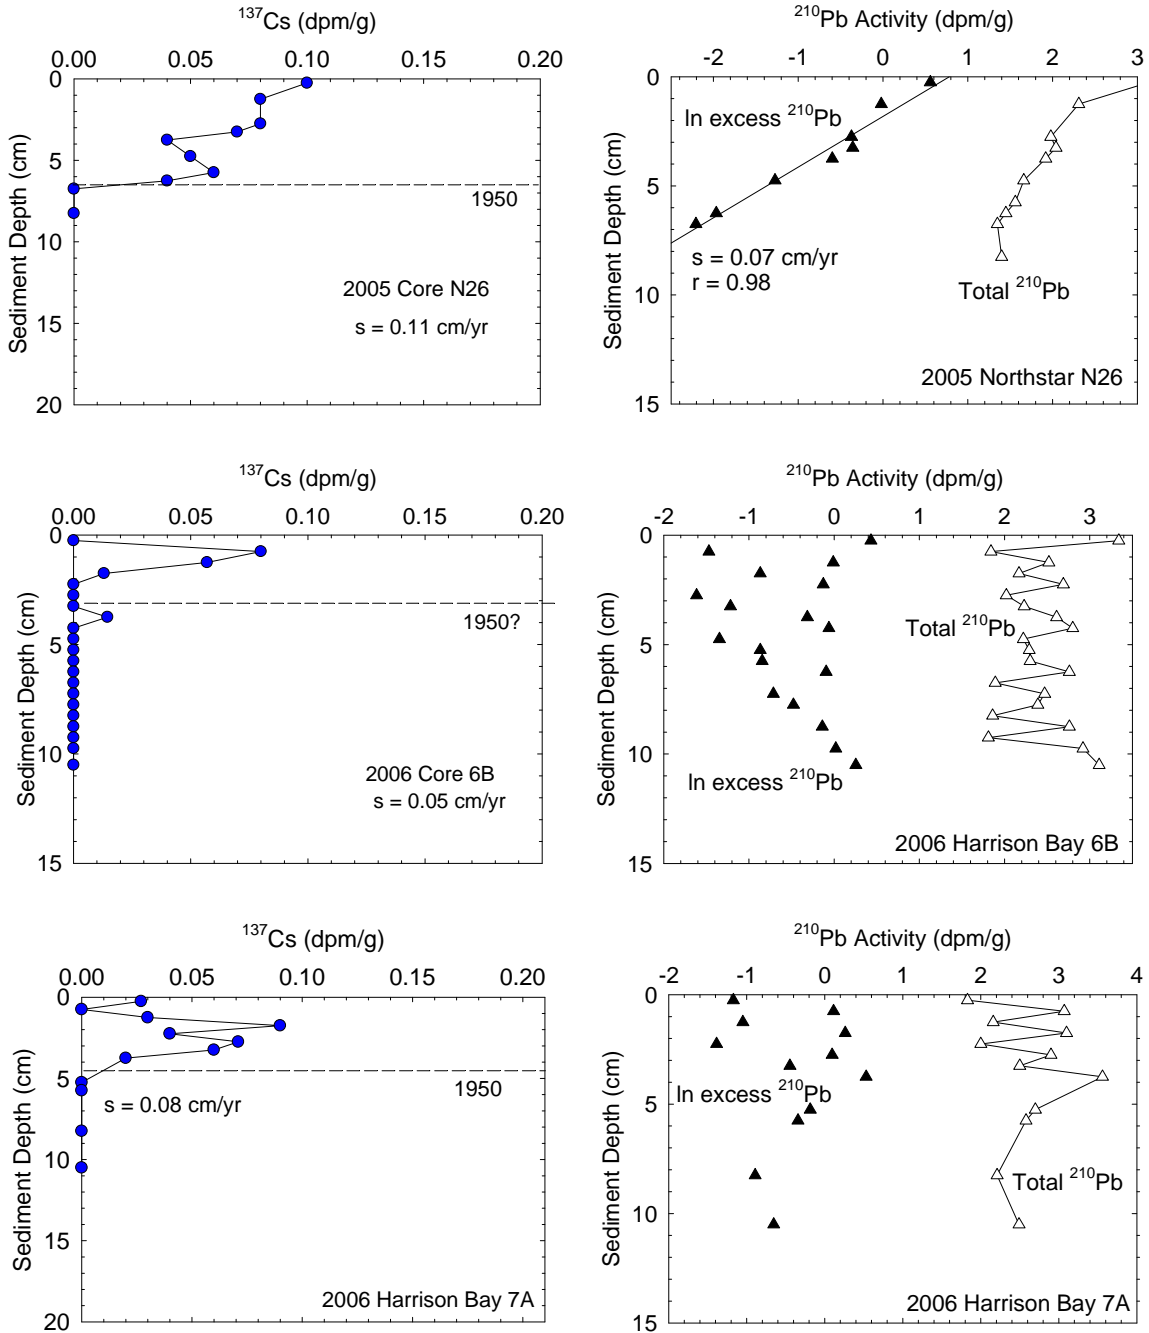 137Cs (dpm/g)
0.00 0.05 0.10 0.15 0.20
Sediment Depth (cm)
0
5
10
15
20
1950
2005 Core N26
s = 0.11 cm/yr
210Pb Activity (dpm/g)
-2 -1 0 1 2 3
Sediment Depth (cm)
0
5
10
15
ln excess 210Pb
s = 0.07 cm/yr
r = 0.98
Total 210Pb
2005 Northstar N26
137Cs (dpm/g)
0.00 0.05 0.10 0.15 0.20
Sediment Depth (cm)
0
5
10
15
1950?
2006 Core 6B
s = 0.05 cm/yr
210Pb Activity (dpm/g)
-2 -1 0 1 2 3
Sediment Depth (cm)
0
5
10
15
Total 210Pb
ln excess 210Pb
2006 Harrison Bay 6B
137Cs (dpm/g)
0.00 0.05 0.10 0.15 0.20
Sediment Depth (cm)
0
5
10
15
20
1950
s = 0.08 cm/yr
2006 Harrison Bay 7A
210Pb Activity (dpm/g)
-2 -1 0 1 2 3 4
Sediment Depth (cm)
0
5
10
15
ln excess 210Pb
Total 210Pb
2006 Harrison Bay 7A